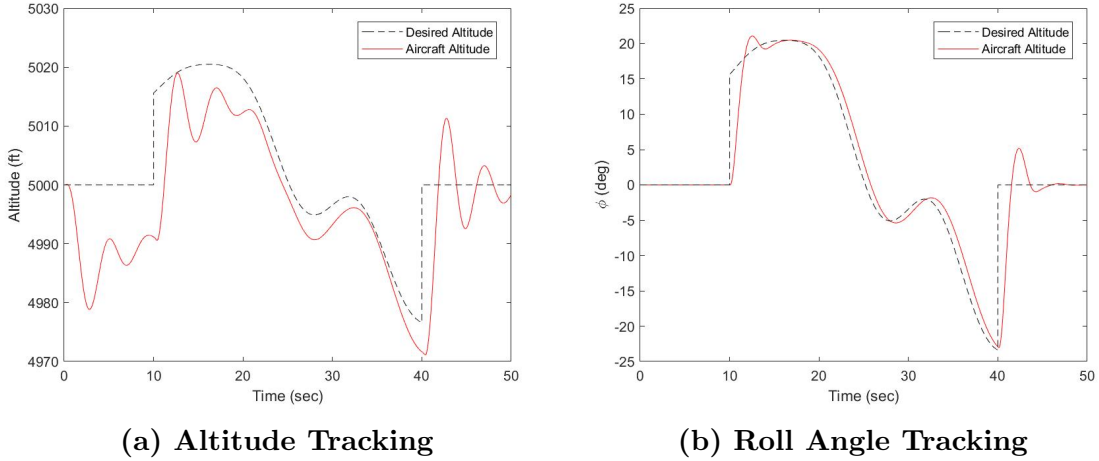 5030
5020
5010
5000
4990
4980
4970
Altitude (ft)
0 10 20 30 40 50
Time (sec)
Desired Altitude
Aircraft Altitude
(a) Altitude Tracking
25
20
15
10
5
0
-5
-10
-15
-20
-25
ϕ (deg)
0 10 20 30 40 50
Time (sec)
Desired Altitude
Aircraft Altitude
(b) Roll Angle Tracking